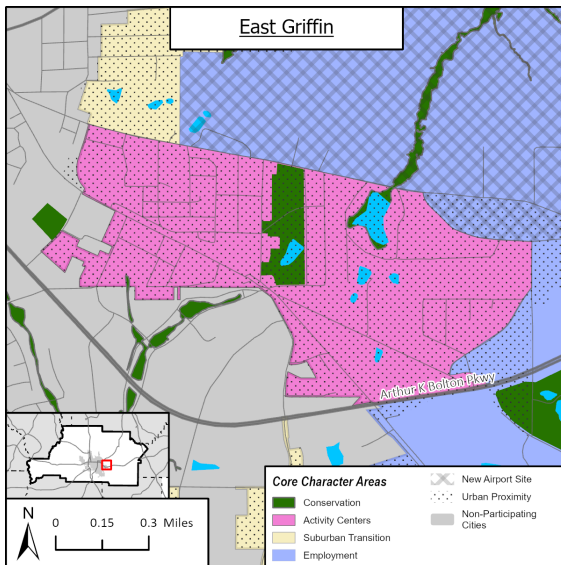 East Griffin
Arthur K Bolton Pkwy
N
0 0.15 0.3 Miles
Core Character Areas
Conservation
Activity Centers
Suburban Transition
Employment
New Airport Site
Urban Proximity
Non-Participating
Cities